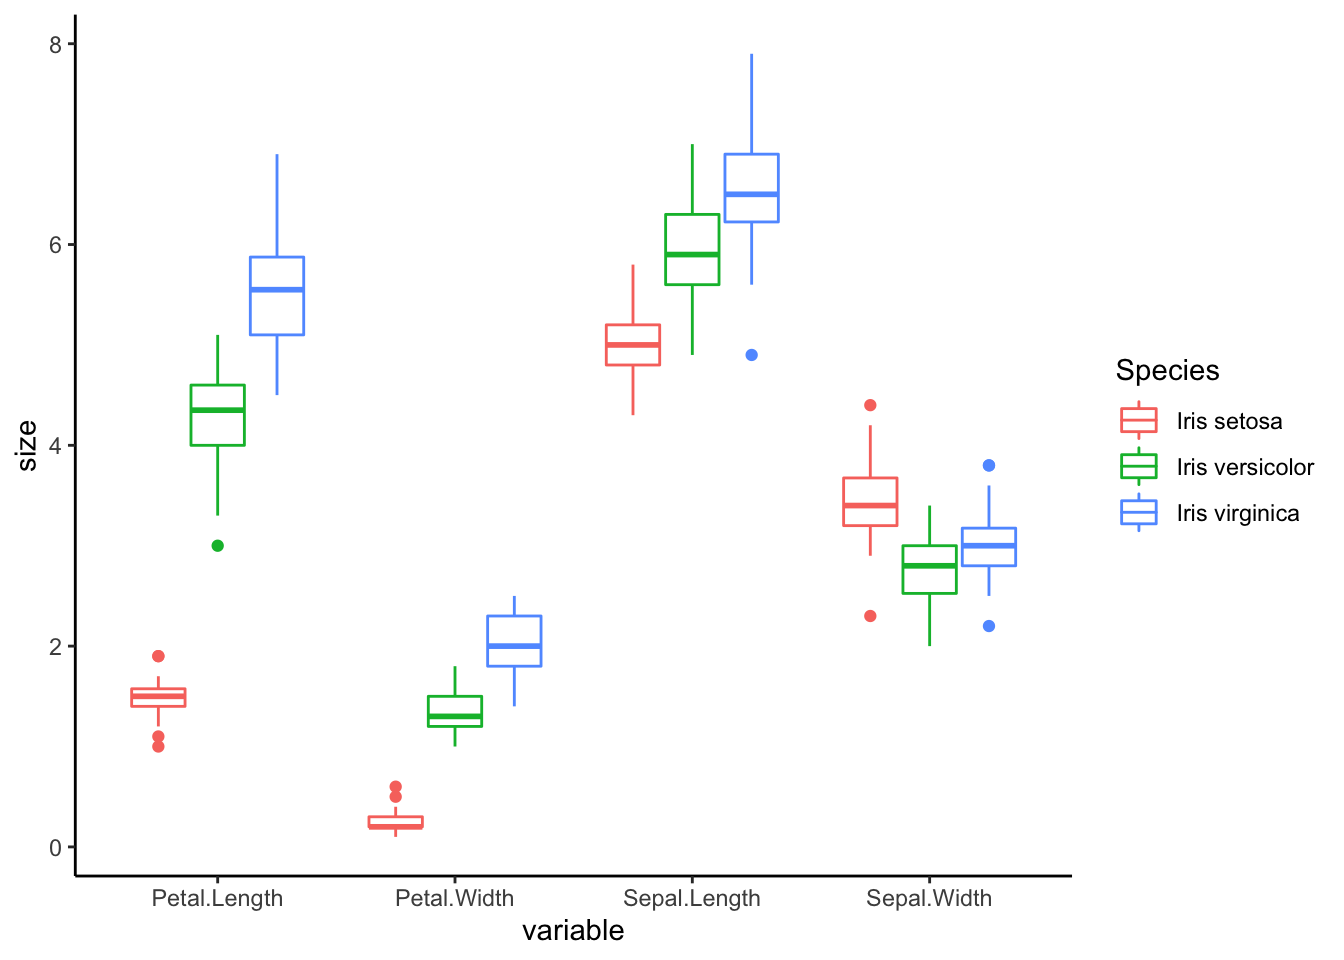 size
8
6
4
2
0
Petal.Length Petal.Width Sepal.Length Sepal.Width
variable
Species
Iris setosa
Iris versicolor
Iris virginica